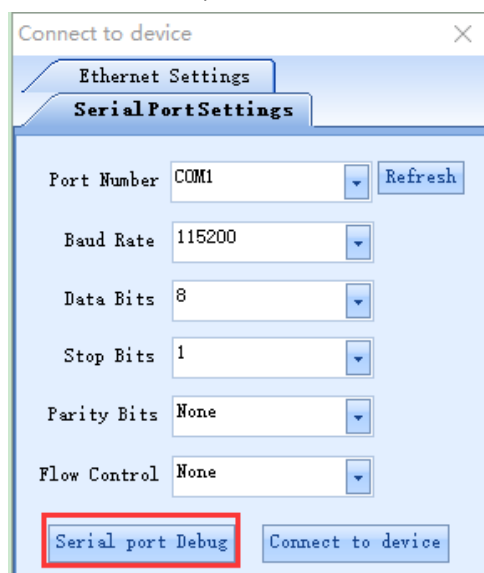 Connect to device
Ethernet Settings
Serial Port Settings
Port Number COM1 Refresh
Baud Rate 115200
Data Bits 8
Stop Bits 1
Parity Bits None
Flow Control None
Serial port Debug Connect to device